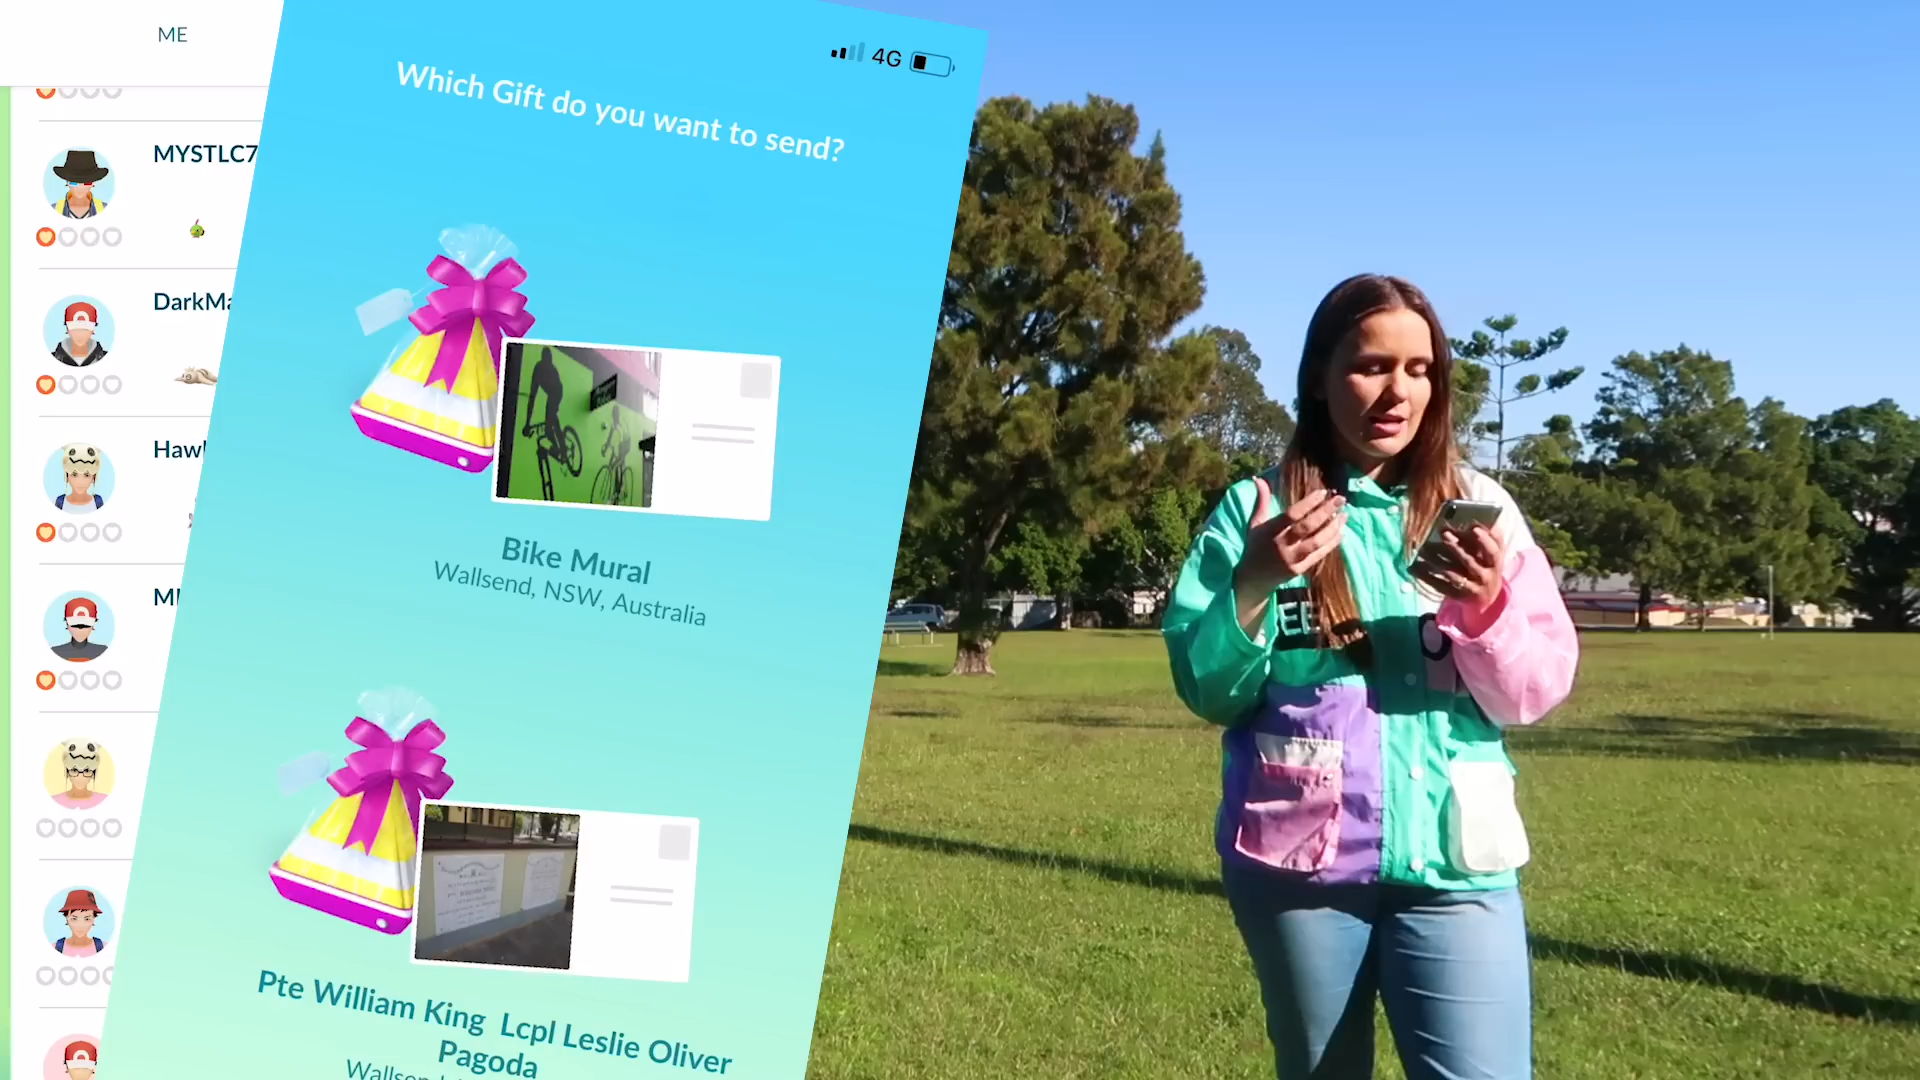 ME
MYSTLC7
DarkMa
Haw
4G
Which Gift do you want to send?
Bike Mural
Wallsend, NSW, Australia
Pte William King Lcpl Leslie Oliver
Pagoda